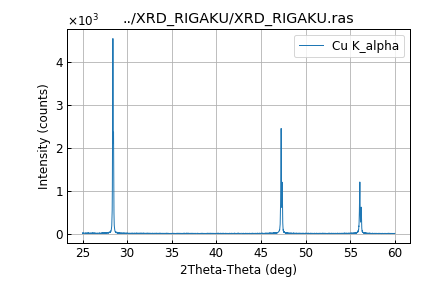 ×10³
../XRD_RIGAKU/XRD_RIGAKU.ras
Cu K_alpha
Intensity (counts)
4
3
2
1
0
25 30 35 40 45 50 55 60
2Theta-Theta (deg)